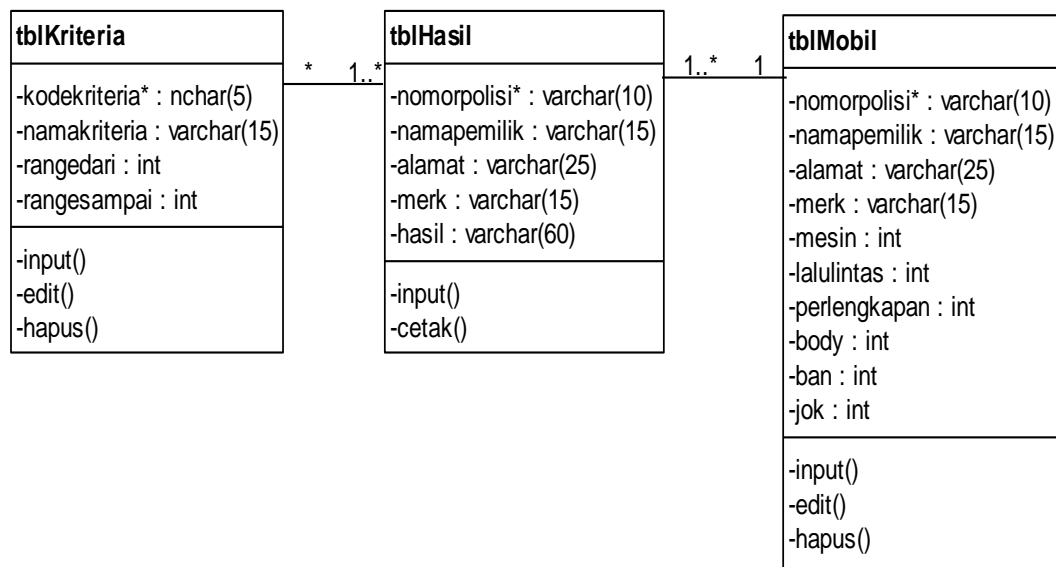 tblKriteria
-kodekriteria* : nchar(5)
-namakriteria : varchar(15)
-rangedari : int
-rangesampai : int
-input()
-edit()
-hapus()
* 1..*
tblHasil
-nomorpolisi* : varchar(10)
-namapemilik : varchar(15)
-alamat : varchar(25)
-merk : varchar(15)
-hasil : varchar(60)
-input()
-cetak()
1..* 1
tblMobil
-nomorpolisi* : varchar(10)
-namapemilik : varchar(15)
-alamat : varchar(25)
-merk : varchar(15)
-mesin : int
-lalulintas : int
-perlengkapan : int
-body : int
-ban : int
-jok : int
-input()
-edit()
-hapus()